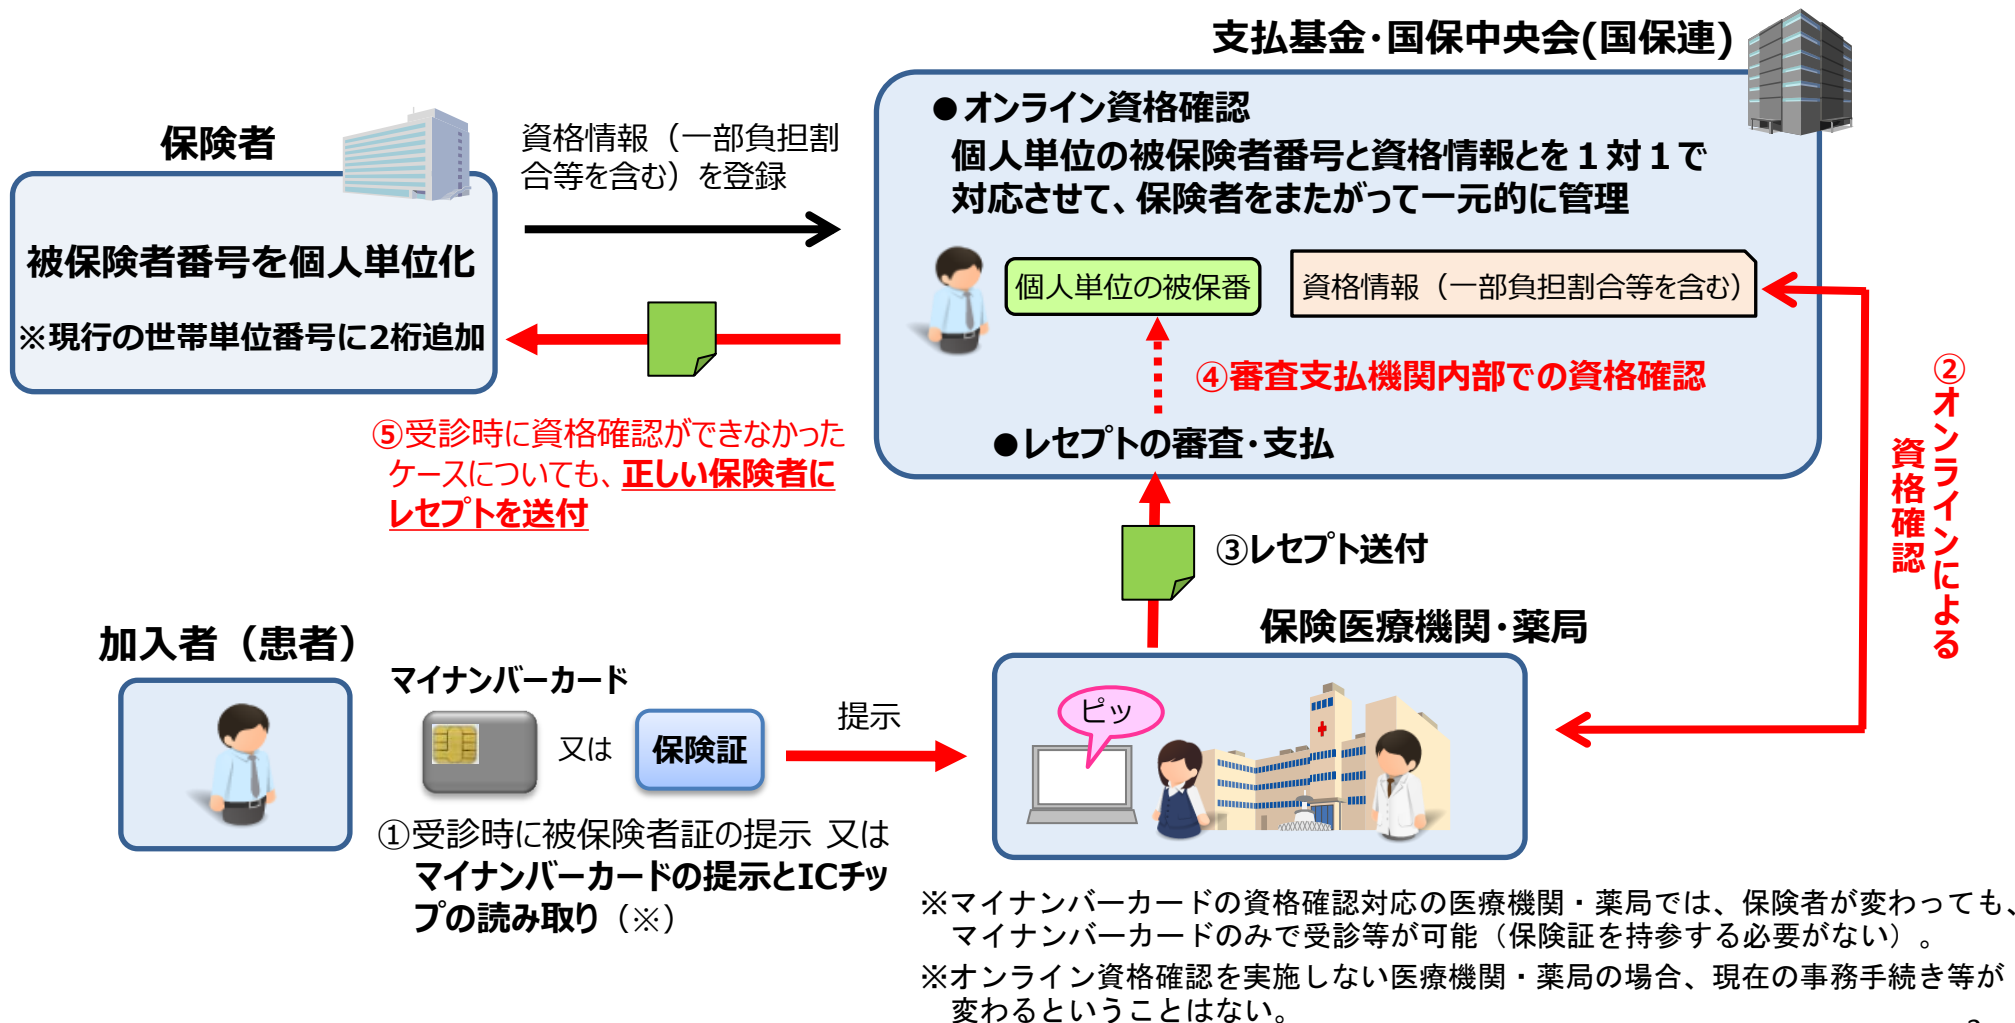 支払基金・国保中央会(国保連)
●オンライン資格確認
個人単位の被保険者番号と資格情報とを１対１で
対応させて、保険者をまたがって一元的に管理
個人単位の被保番
資格情報（一部負担割合等を含む）
④審査支払機関内部での資格確認
●レセプトの審査・支払
保険者
被保険者番号を個人単位化
※現行の世帯単位番号に2桁追加
資格情報（一部負担割
合等を含む）を登録
⑤受診時に資格確認ができなかった
ケースについても、正しい保険者に
レセプトを送付
②オンラインによる
資格確認
③レセプト送付
保険医療機関・薬局
ピッ
加入者（患者）
マイナンバーカード
又は
保険証
提示
①受診時に被保険者証の提示 又は
マイナンバーカードの提示とICチッ
プの読み取り（※）
※マイナンバーカードの資格確認対応の医療機関・薬局では、保険者が変わっても、
マイナンバーカードのみで受診等が可能（保険証を持参する必要がない）。
※オンライン資格確認を実施しない医療機関・薬局の場合、現在の事務手続き等が
変わるということはない。